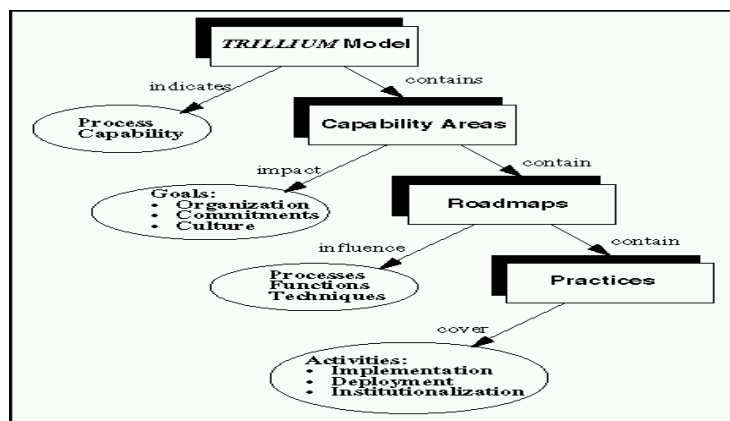 TRILLIUM Model
indicates
contains
Process
Capability
Capability Areas
impact
contain
Goals:
• Organization
• Commitments
• Culture
Roadmaps
influence
contain
Processes
Functions
Techniques
Practices
cover
Activities:
• Implementation
• Deployment
• Institutionalization